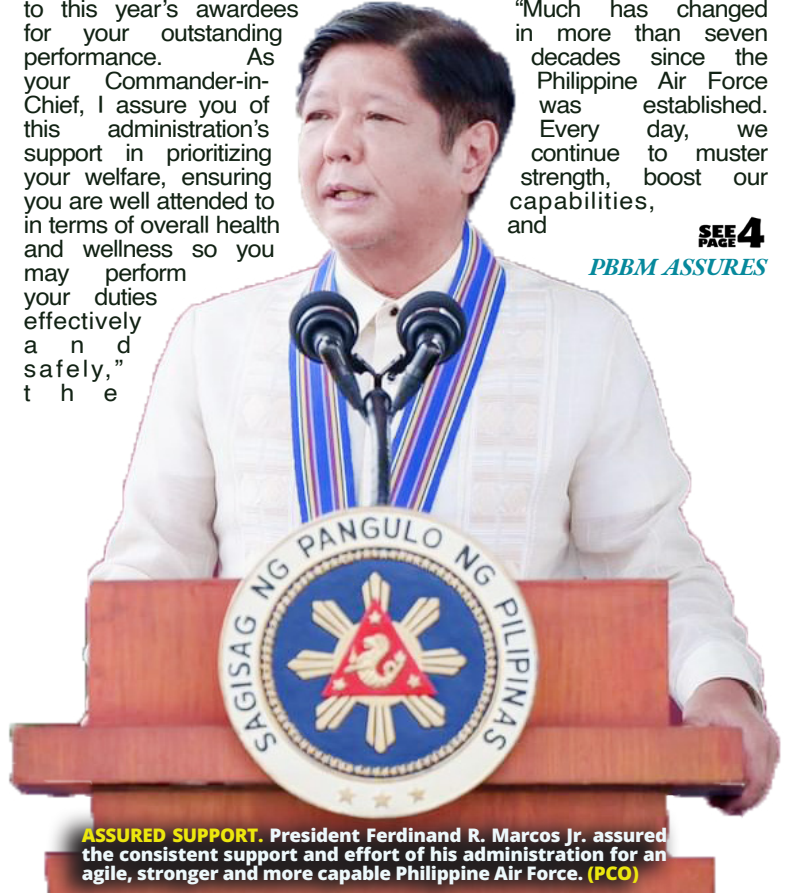 to this year's awardees
for your outstanding
performance. As
your Commander-in-
Chief, I assure you of
this administration's
support in prioritizing
your welfare, ensuring
you are well attended to
in terms of overall health
and wellness so you
may perform
your duties
effectively
a n d
safely,”
t h e
“Much has changed
in more than seven
decades since the
Philippine Air Force
was established.
Every day, we
continue to muster
strength, boost our
capabilities,
and
SEE PAGE 4
PBBM ASSURES
SAGISAG NG PANGULO NG PILIPINAS
ASSURED SUPPORT. President Ferdinand R. Marcos Jr. assured
the consistent support and effort of his administration for an
agile, stronger and more capable Philippine Air Force. (PCO)